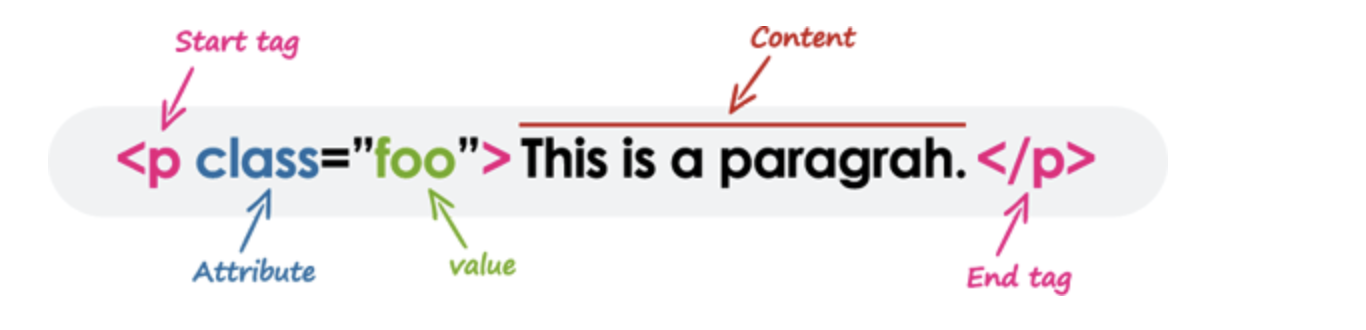 Start tag
Content
<p class=”foo”> This is a paragrah. </p>
Attribute
value
End tag